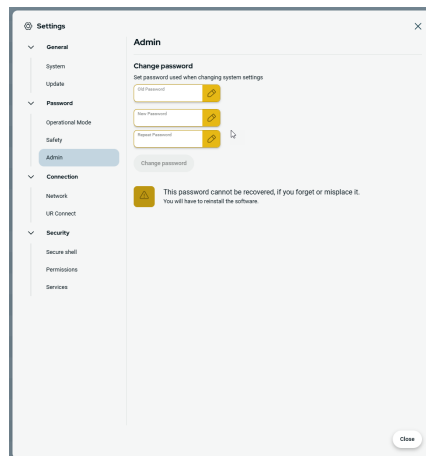 Settings
General
System
Update
Password
Operational Mode
Safety
Admin
Connection
Network
UR Connect
Security
Secure shell
Permissions
Services
Admin
Change password
Set password used when changing system settings
Old Password
New Password
Repeat Password
Change password
This password cannot be recovered, if you forget or misplace it.
You will have to reinstall the software.
Close